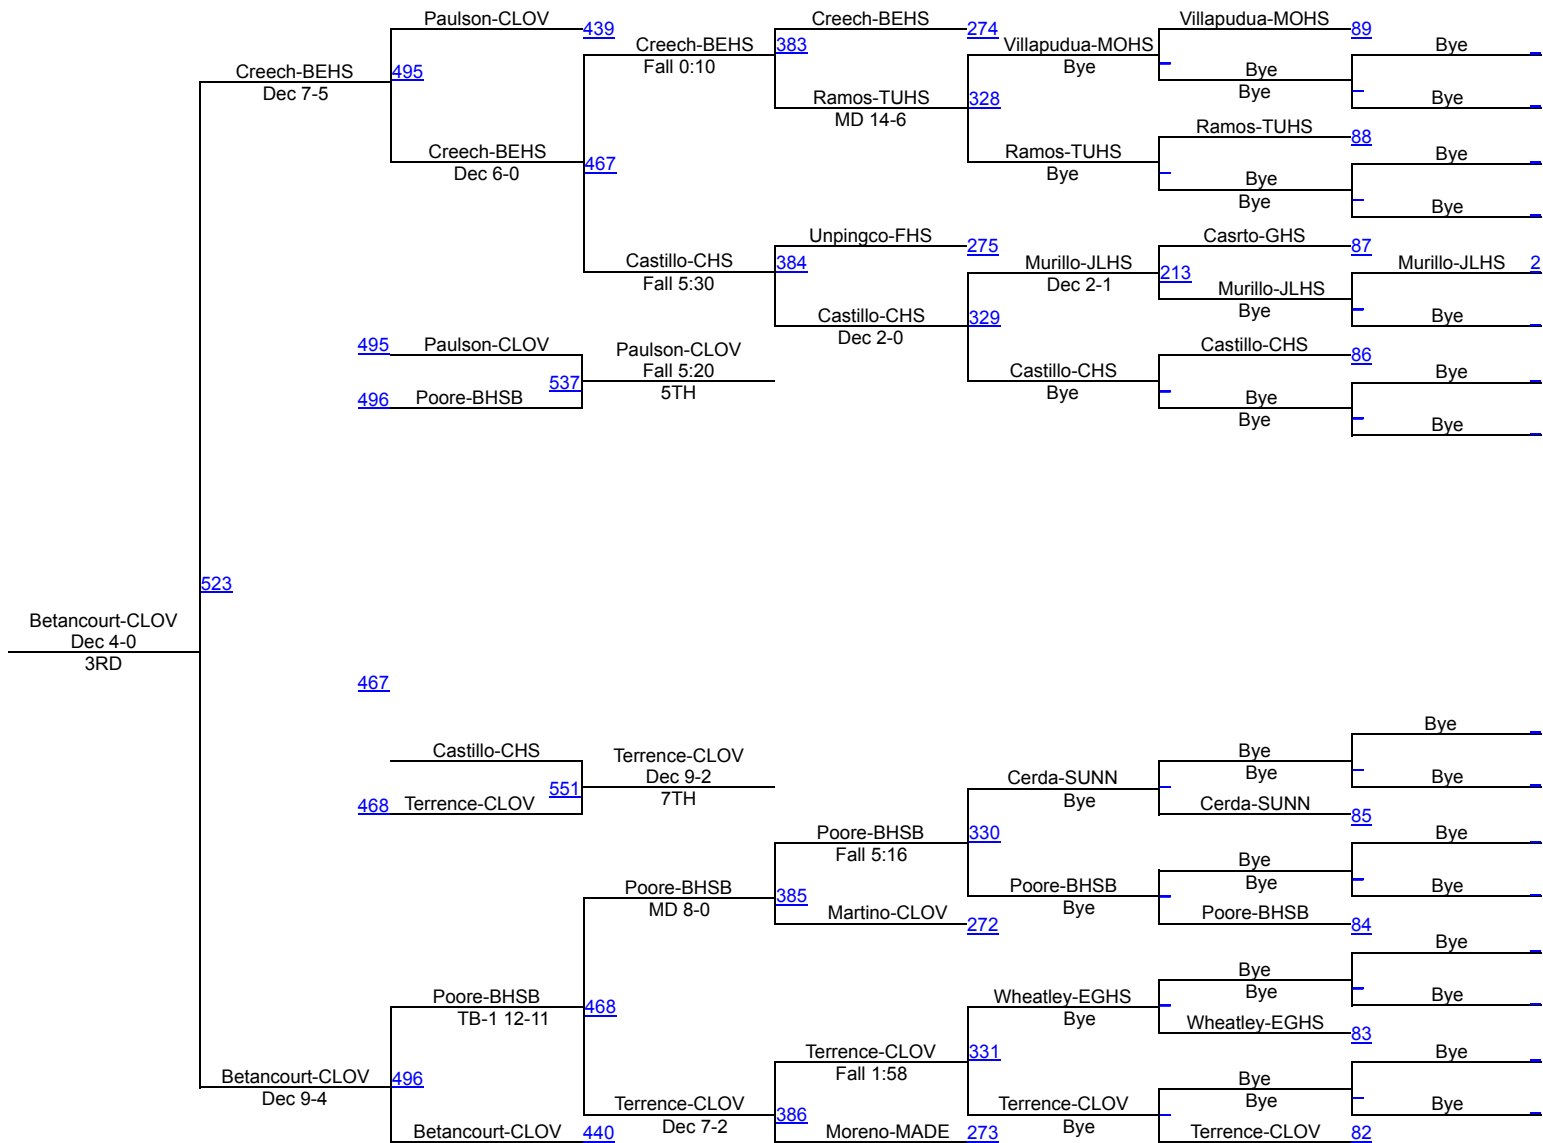 Paulson-CLOV
439
Creech-BEHS
274
Villapudua-MOHS
89
Creech-BEHS
Fall 0:10
383
Villapudua-MOHS
Bye
Bye
Creech-BEHS
Dec 7-5
495
Bye
Bye
Ramos-TUHS
MD 14-6
328
Bye
Ramos-TUHS
88
Creech-BEHS
Dec 6-0
467
Ramos-TUHS
Bye
Bye
Bye
Bye
Bye
Unpingco-FHS
275
Casrto-GHS
87
Castillo-CHS
Fall 5:30
384
Murillo-JLHS
Dec 2-1
213
Murillo-JLHS
2
Murillo-JLHS
Bye
Castillo-CHS
Dec 2-0
329
Bye
495
Paulson-CLOV
Paulson-CLOV
Fall 5:20
5TH
537
Castillo-CHS
86
Castillo-CHS
Bye
Bye
496
Poore-BHSB
Bye
Bye
Bye
523
Betancourt-CLOV
Dec 4-0
3RD
467
Bye
Castillo-CHS
Terrence-CLOV
Dec 9-2
7TH
551
Bye
Bye
Cerda-SUNN
Bye
Bye
468
Terrence-CLOV
Cerda-SUNN
85
Poore-BHSB
Fall 5:16
330
Bye
Bye
Bye
Poore-BHSB
MD 8-0
385
Poore-BHSB
Bye
Bye
Martino-CLOV
272
Poore-BHSB
84
Bye
Bye
Bye
Poore-BHSB
TB-1 12-11
468
Wheatley-EGHS
Bye
Bye
Wheatley-EGHS
83
Terrence-CLOV
Fall 1:58
331
Bye
Betancourt-CLOV
Dec 9-4
496
Bye
Bye
Terrence-CLOV
Dec 7-2
386
Terrence-CLOV
Bye
Bye
Betancourt-CLOV
440
Moreno-MADE
273
Terrence-CLOV
82